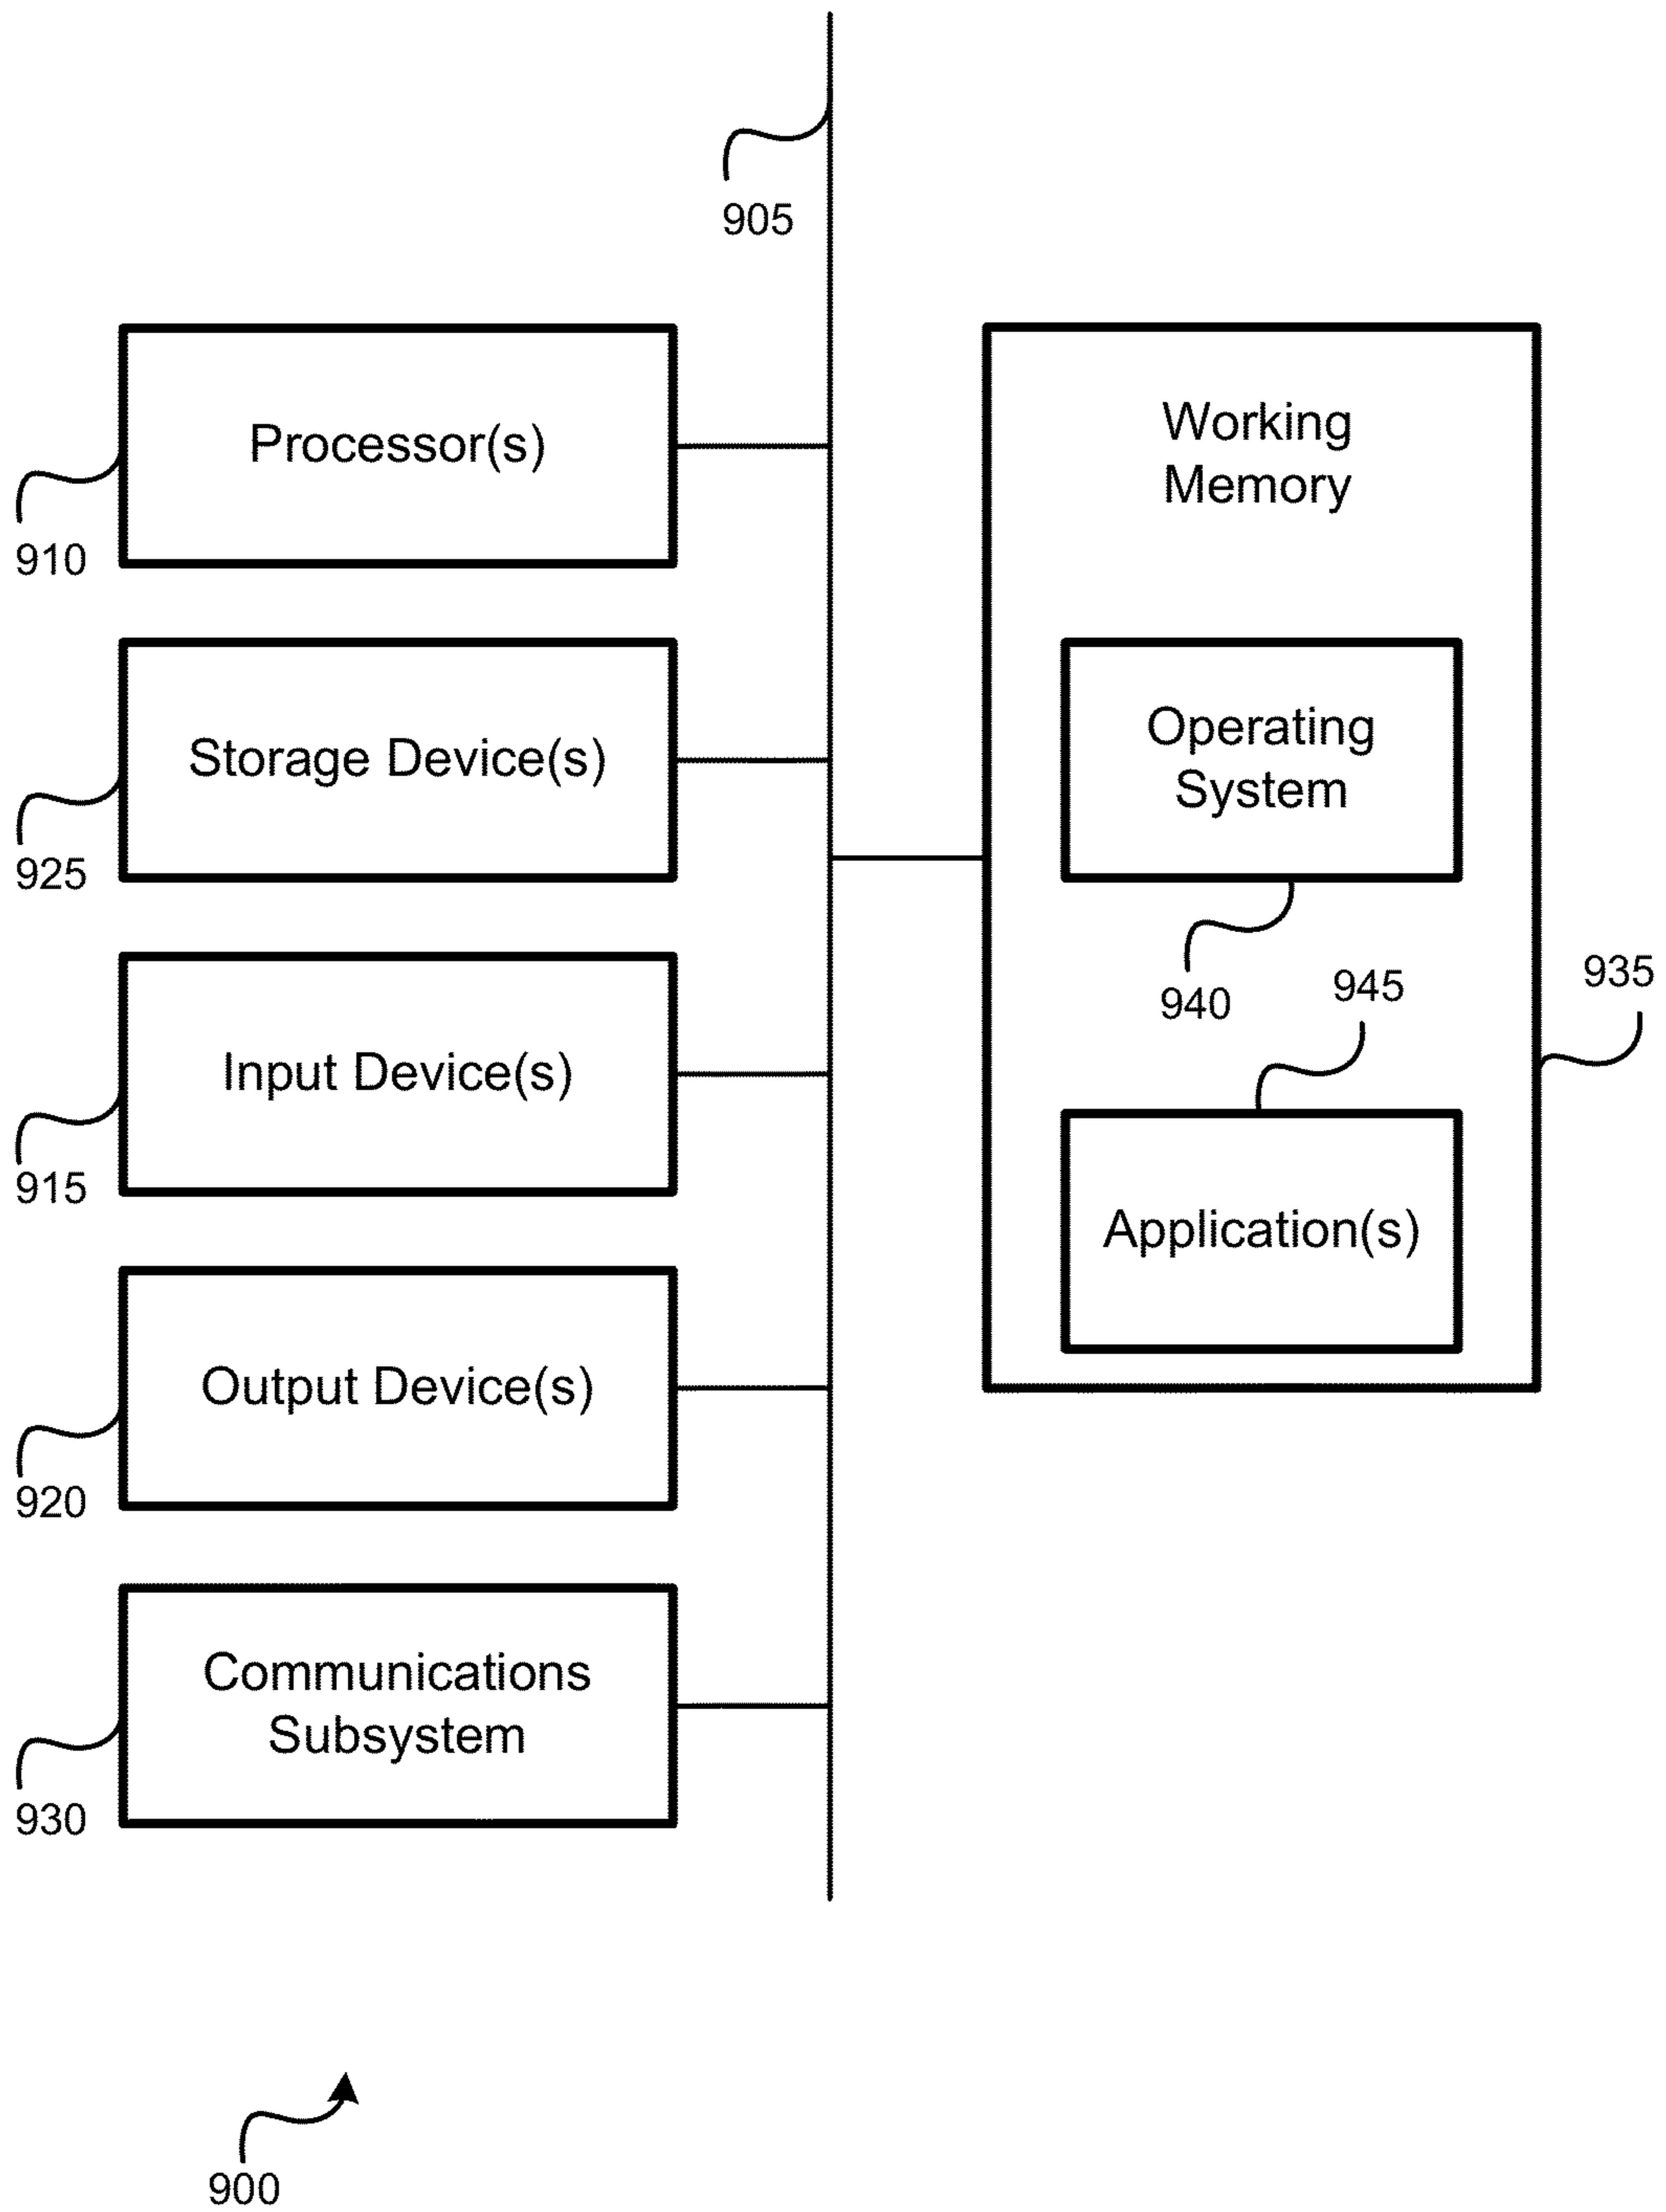 905
Processor(s)
910
Storage Device(s)
925
Input Device(s)
915
Output Device(s)
920
Communications
Subsystem
930
Working
Memory
Operating
System
940
945
935
Application(s)
900